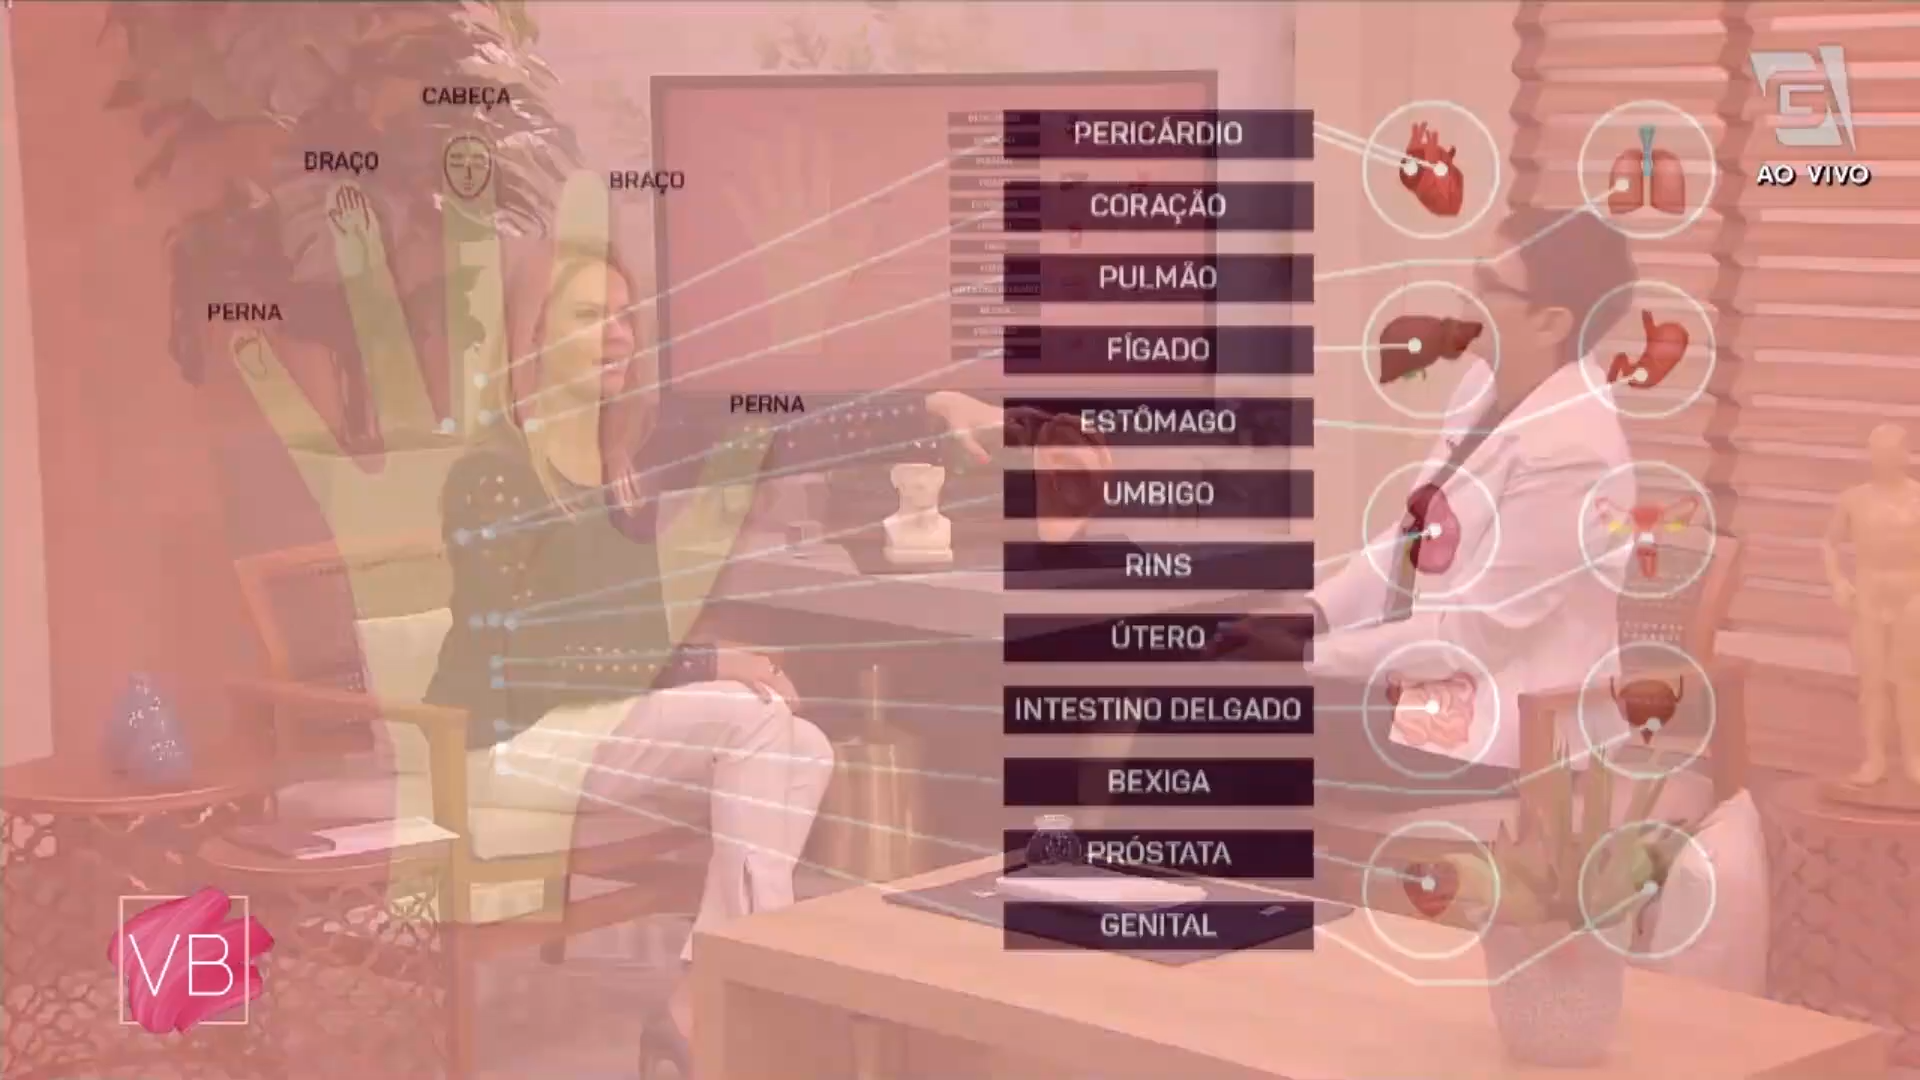 CABEÇA
BRAÇO
BRAÇO
PERNA
PERNA
PERICÁRDIO
CORAÇÃO
PULMÃO
FÍGADO
ESTÔMAGO
UMBIGO
RINS
ÚTERO
INTESTINO DELGADO
BEXIGA
PRÓSTATA
GENITAL
AO VIVO
VB
G